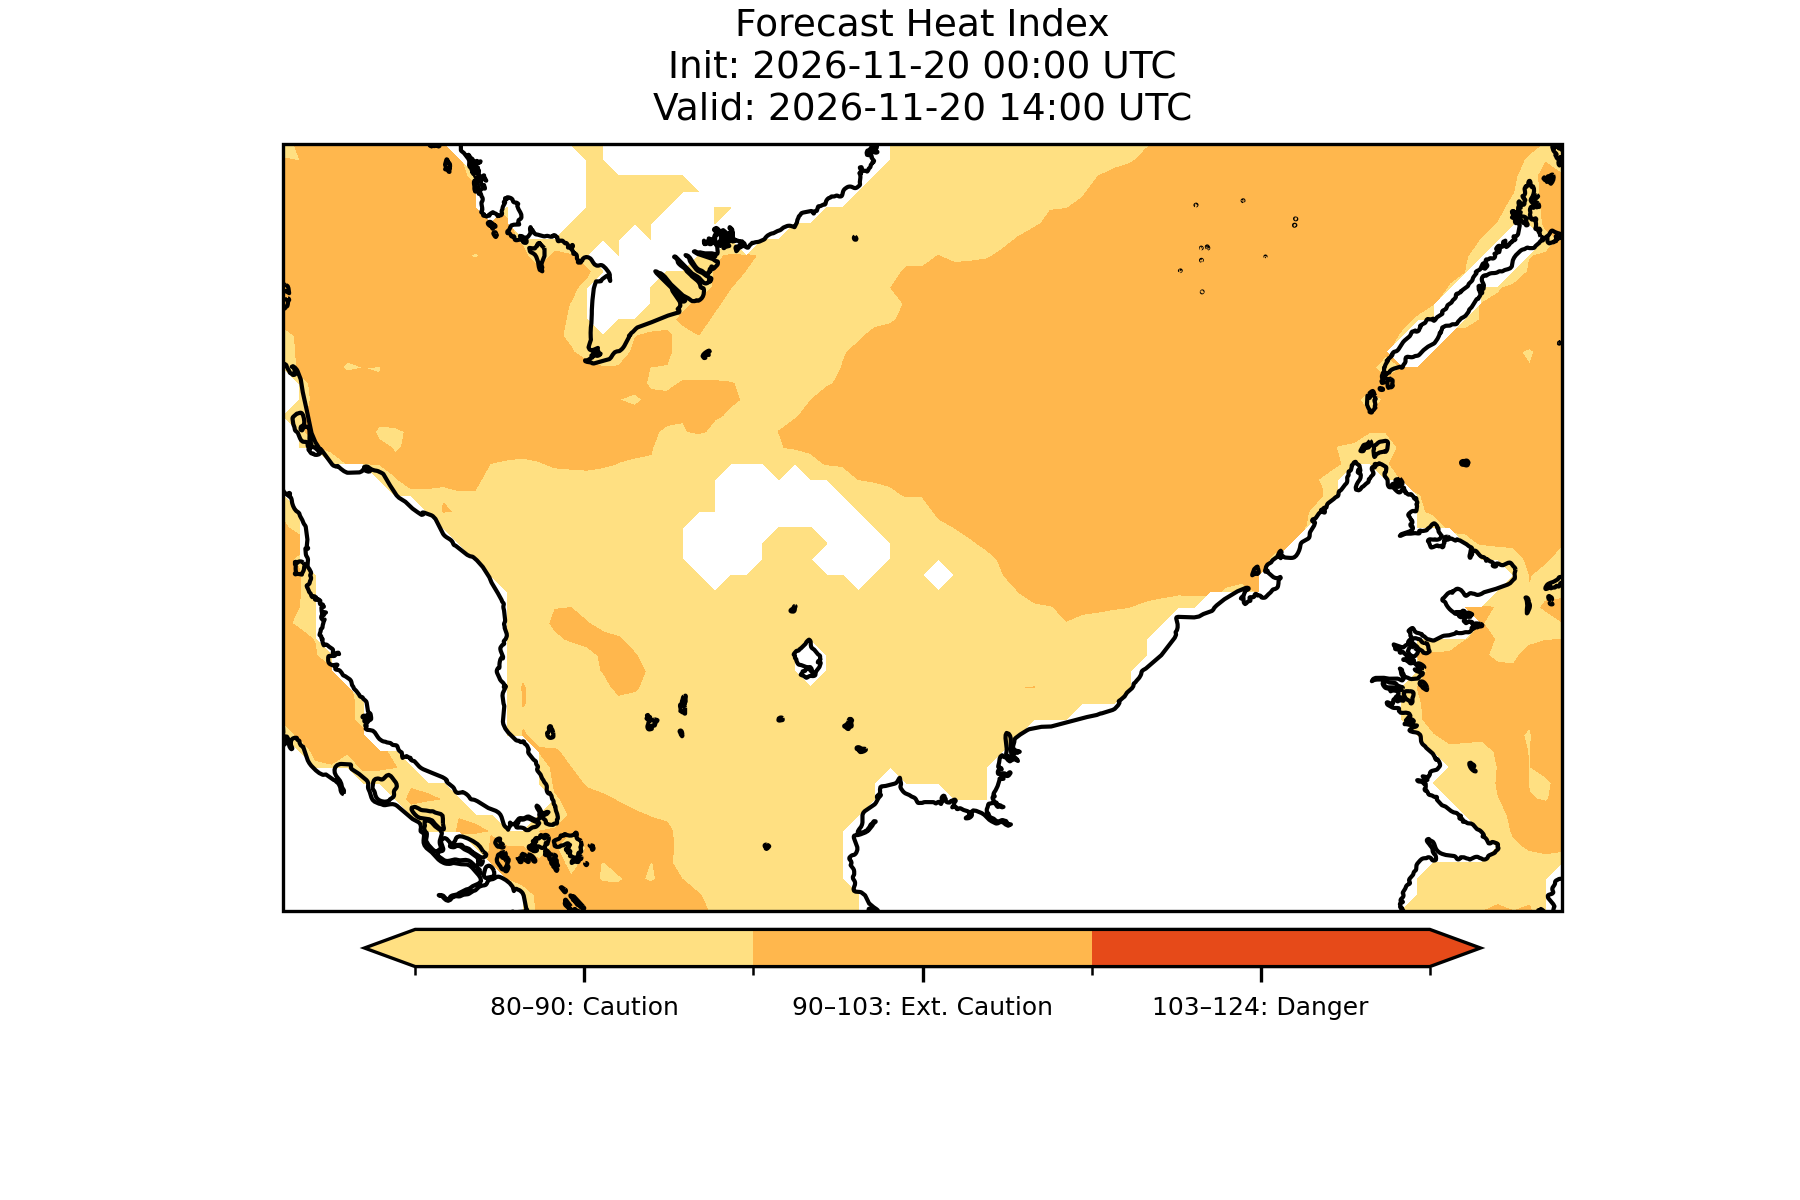 Forecast Heat Index
Init: 2026-11-20 00:00 UTC
Valid: 2026-11-20 14:00 UTC
80–90: Caution
90–103: Ext. Caution
103–124: Danger